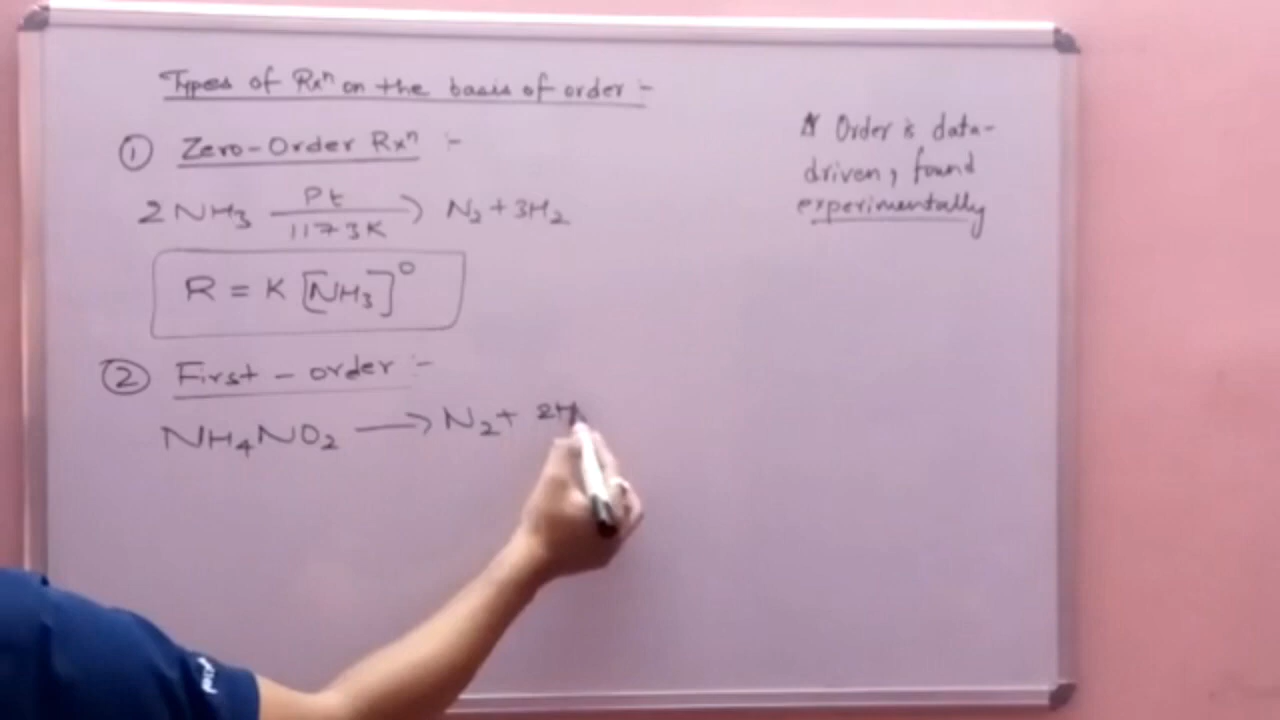 Types of Rxⁿ on the basis of order :-
① Zero-Order Rxⁿ :-
2NH₃ Pt/1173K → N₂ + 3H₂
R = K [NH₃]⁰
② First - order :-
NH₄NO₂ → N₂ + 2H
* Order is data-
driven, found
experimentally